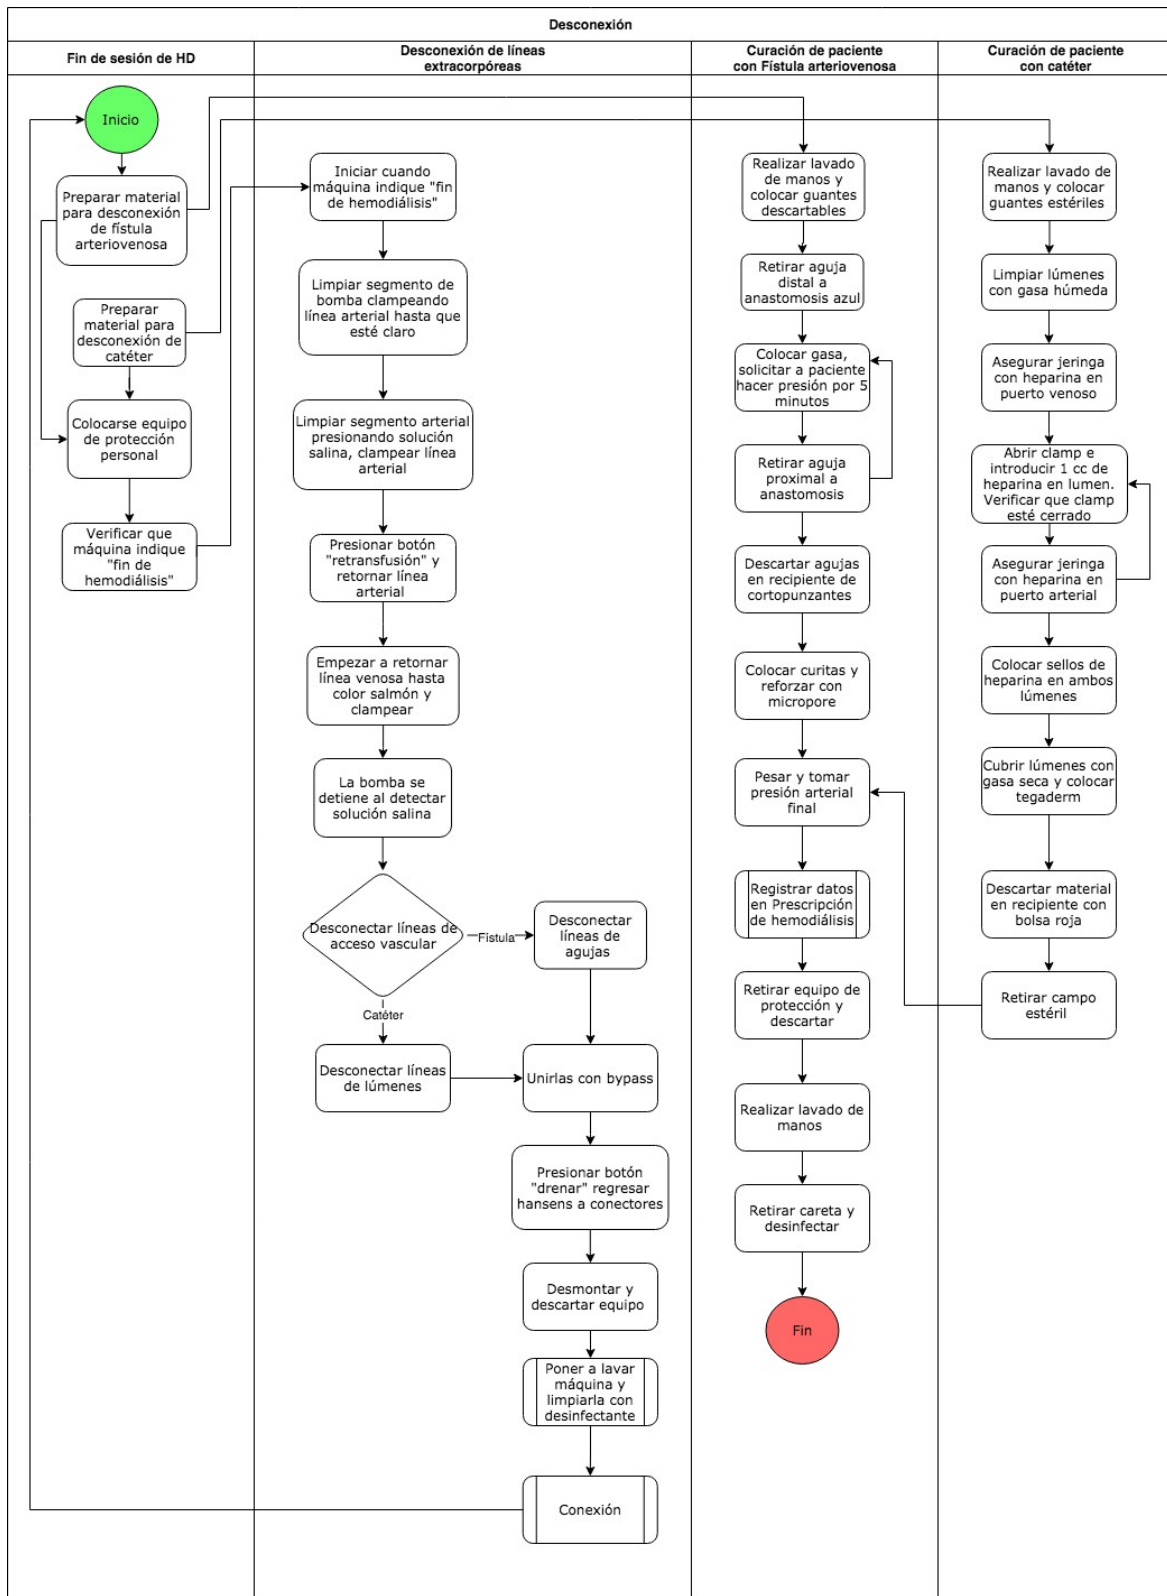 Desconexión
Fin de sesión de HD
Desconexión de líneas
extracorpóreas
Curación de paciente
con Fístula arteriovenosa
Curación de paciente
con catéter
Inicio
Preparar material
para desconexión
de fístula
arteriovenosa
Preparar
material para
desconexión de
catéter
Colocarse equipo
de protección
personal
Verificar que
máquina indique
"fin de
hemodiálisis"
Iniciar cuando
máquina indique "fin
de hemodiálisis"
Limpiar segmento de
bomba clampeando
línea arterial hasta que
esté claro
Limpiar segmento arterial
presionando solución
salina, clampear línea
arterial
Presionar botón
"retransfusión" y
retornar línea
arterial
Empezar a retornar
línea venosa hasta
color salmón y
clampear
La bomba se
detiene al detectar
solución salina
Desconectar líneas de
acceso vascular
Fístula
Desconectar
líneas de
agujas
Catéter
Desconectar líneas
de lúmenes
Unirlas con bypass
Presionar botón
"drenar" regresar
hansens a conectores
Desmontar y
descartar equipo
Poner a lavar
máquina y
limpiarla con
desinfectante
Conexión
Realizar lavado
de manos y
colocar guantes
descartables
Retirar aguja
distal a
anastomosis azul
Colocar gasa,
solicitar a paciente
hacer presión por 5
minutos
Retirar aguja
proximal a
anastomosis
Descartar agujas
en recipiente de
cortopunzantes
Colocar curitas y
reforzar con
micropore
Pesar y tomar
presión arterial
final
Registrar datos
en Prescripción
de hemodiálisis
Retirar equipo de
protección y
descartar
Realizar lavado de
manos
Retirar careta y
desinfectar
Fin
Realizar lavado de
manos y colocar
guantes estériles
Limpiar lúmenes
con gasa húmeda
Asegurar jeringa
con heparina en
puerto venoso
Abrir clamp e
introducir 1 cc de
heparina en lumen.
Verificar que clamp
esté cerrado
Asegurar jeringa
con heparina en
puerto arterial
Colocar sellos de
heparina en ambos
lúmenes
Cubrir lúmenes con
gasa seca y colocar
tegaderm
Descartar material
en recipiente con
bolsa roja
Retirar campo
estéril